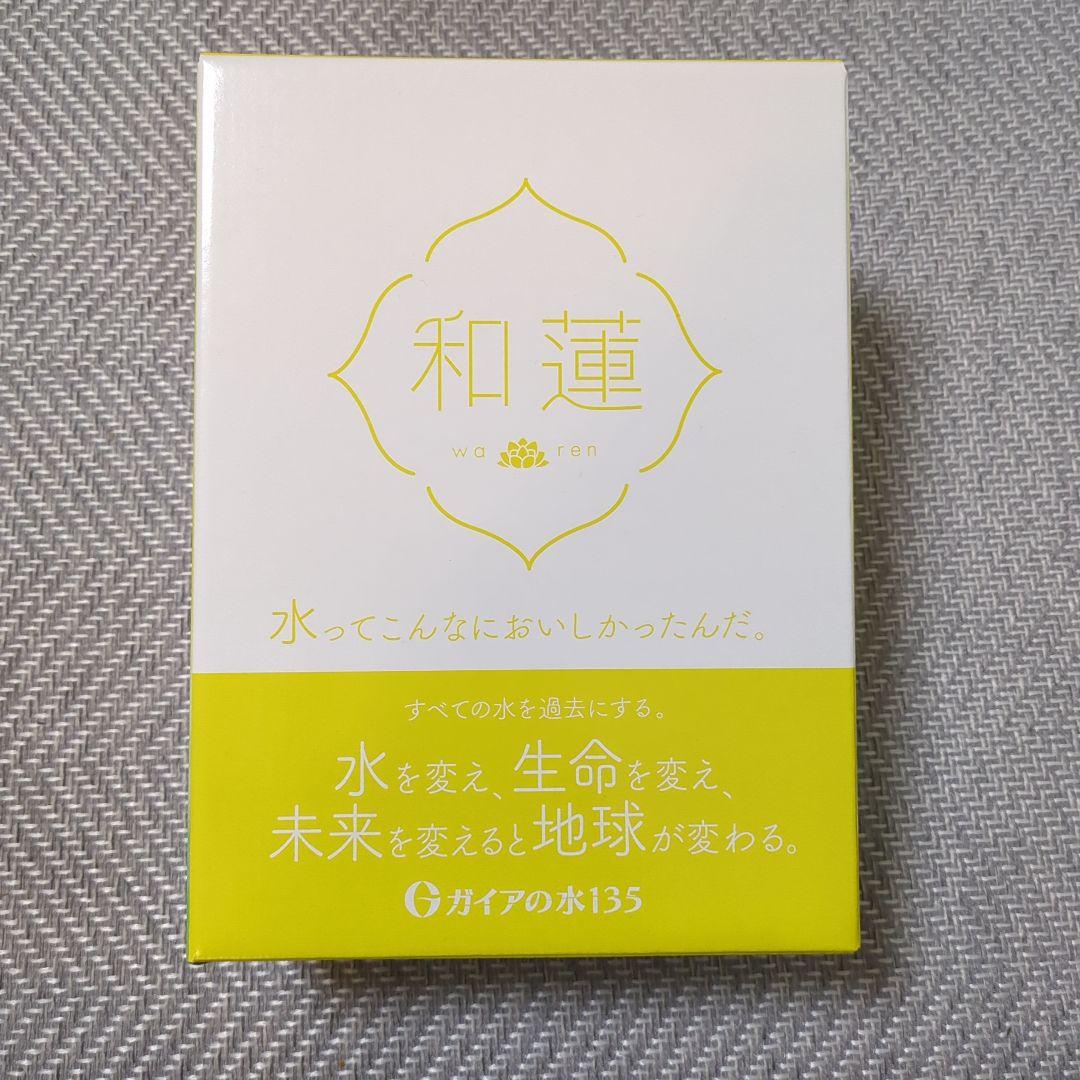 和蓮
wa ren
水ってこんなにおいしかったんだ。
すべての水を過去にする。
水を変え、生命を変え、
未来を変えると地球が変わる。
G ガイアの水135